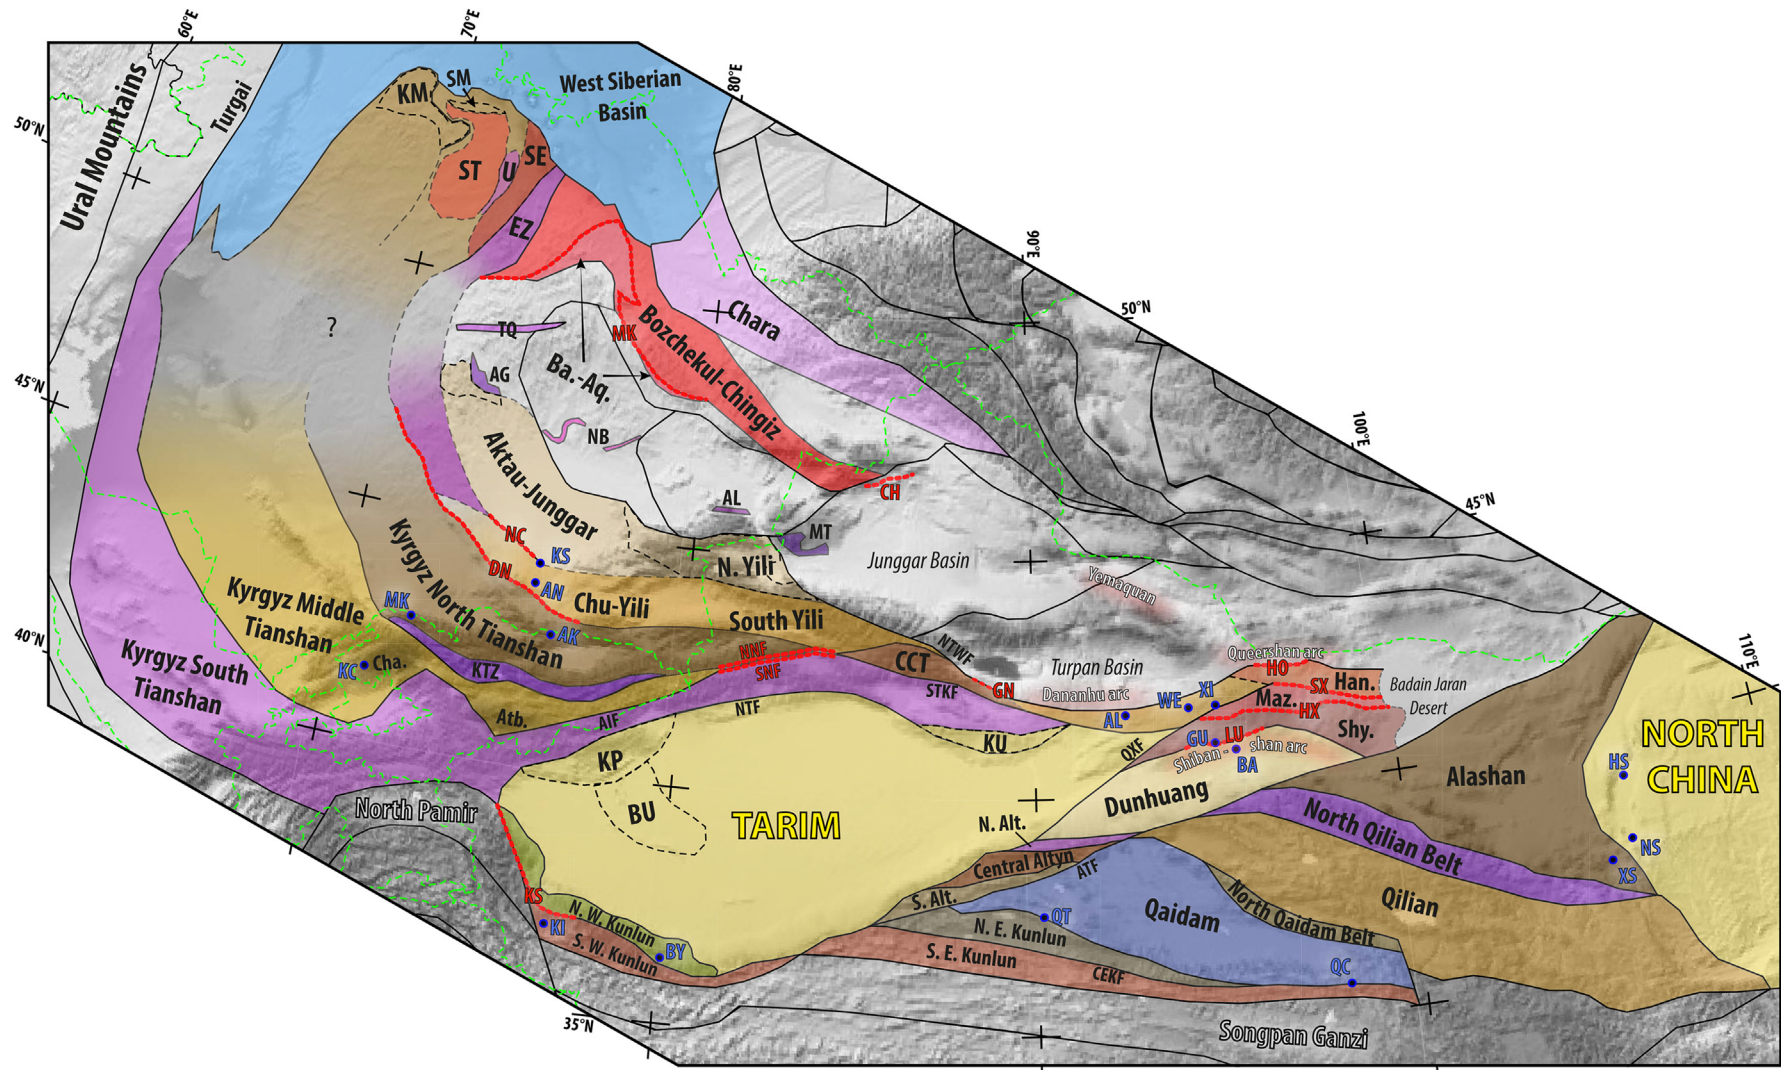 60°E
70°E
80°E
90°E
50°N
100°E
45°N
110°E
50°N
45°N
40°N
35°N
Ural Mountains
Turgai
KM
SM
West Siberian
Basin
ST
U
SE
EZ
?
TQ
AG
Ba.-Aq.
MK
Bozchekul-Chingiz
Chara
NB
Aktau-Junggar
AL
CH
MT
NC
KS
DN
AN
N. Yili
Junggar Basin
Yemaquan
Kyrgyz North Tianshan
Chu-Yili
South Yili
MK
AK
Kyrgyz Middle
Tianshan
KC
Cha.
KTZ
NNF
SNF
CCT
NTWF
STKF
GN
Turpan Basin
Dananhu arc
Queershan arc
HO
SX
Han.
Badain Jaran
Desert
WE
XI
Maz.
HX
AL
Kyrgyz South
Tianshan
Atb.
AIF
NTF
KU
QXF
GU
LU
Shy.
Shiban-
shan arc
BA
NORTH
CHINA
HS
KP
BU
TARIM
North Pamir
Dunhuang
Alashan
N. Alt.
North Qilian Belt
NS
XS
Central Altyn
ATF
S. Alt.
Qilian
KS
N. W. Kunlun
KI
BY
S. W. Kunlun
QT
N. E. Kunlun
Qaidam
North Qaidam Belt
S. E. Kunlun
CEKF
QC
Songpan Ganzi